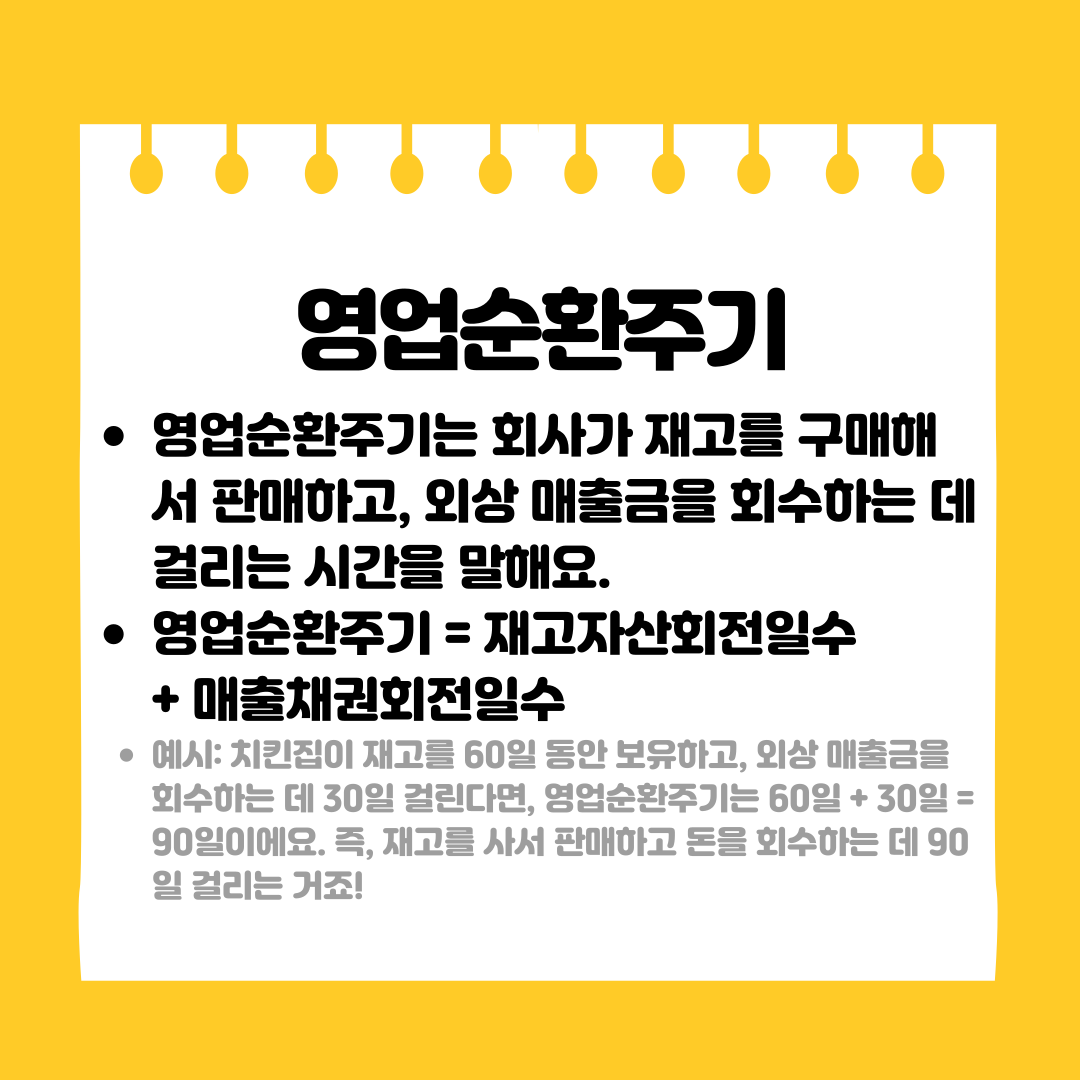 영업순환주기
• 영업순환주기는 회사가 재고를 구매해
서 판매하고, 외상 매출금을 회수하는 데
걸리는 시간을 말해요.
• 영업순환주기 = 재고자산회전일수
+ 매출채권회전일수
• 예시: 치킨집이 재고를 60일 동안 보유하고, 외상 매출금을
회수하는 데 30일 걸린다면, 영업순환주기는 60일 + 30일 =
90일이에요. 즉, 재고를 사서 판매하고 돈을 회수하는 데 90
일 걸리는 거죠!